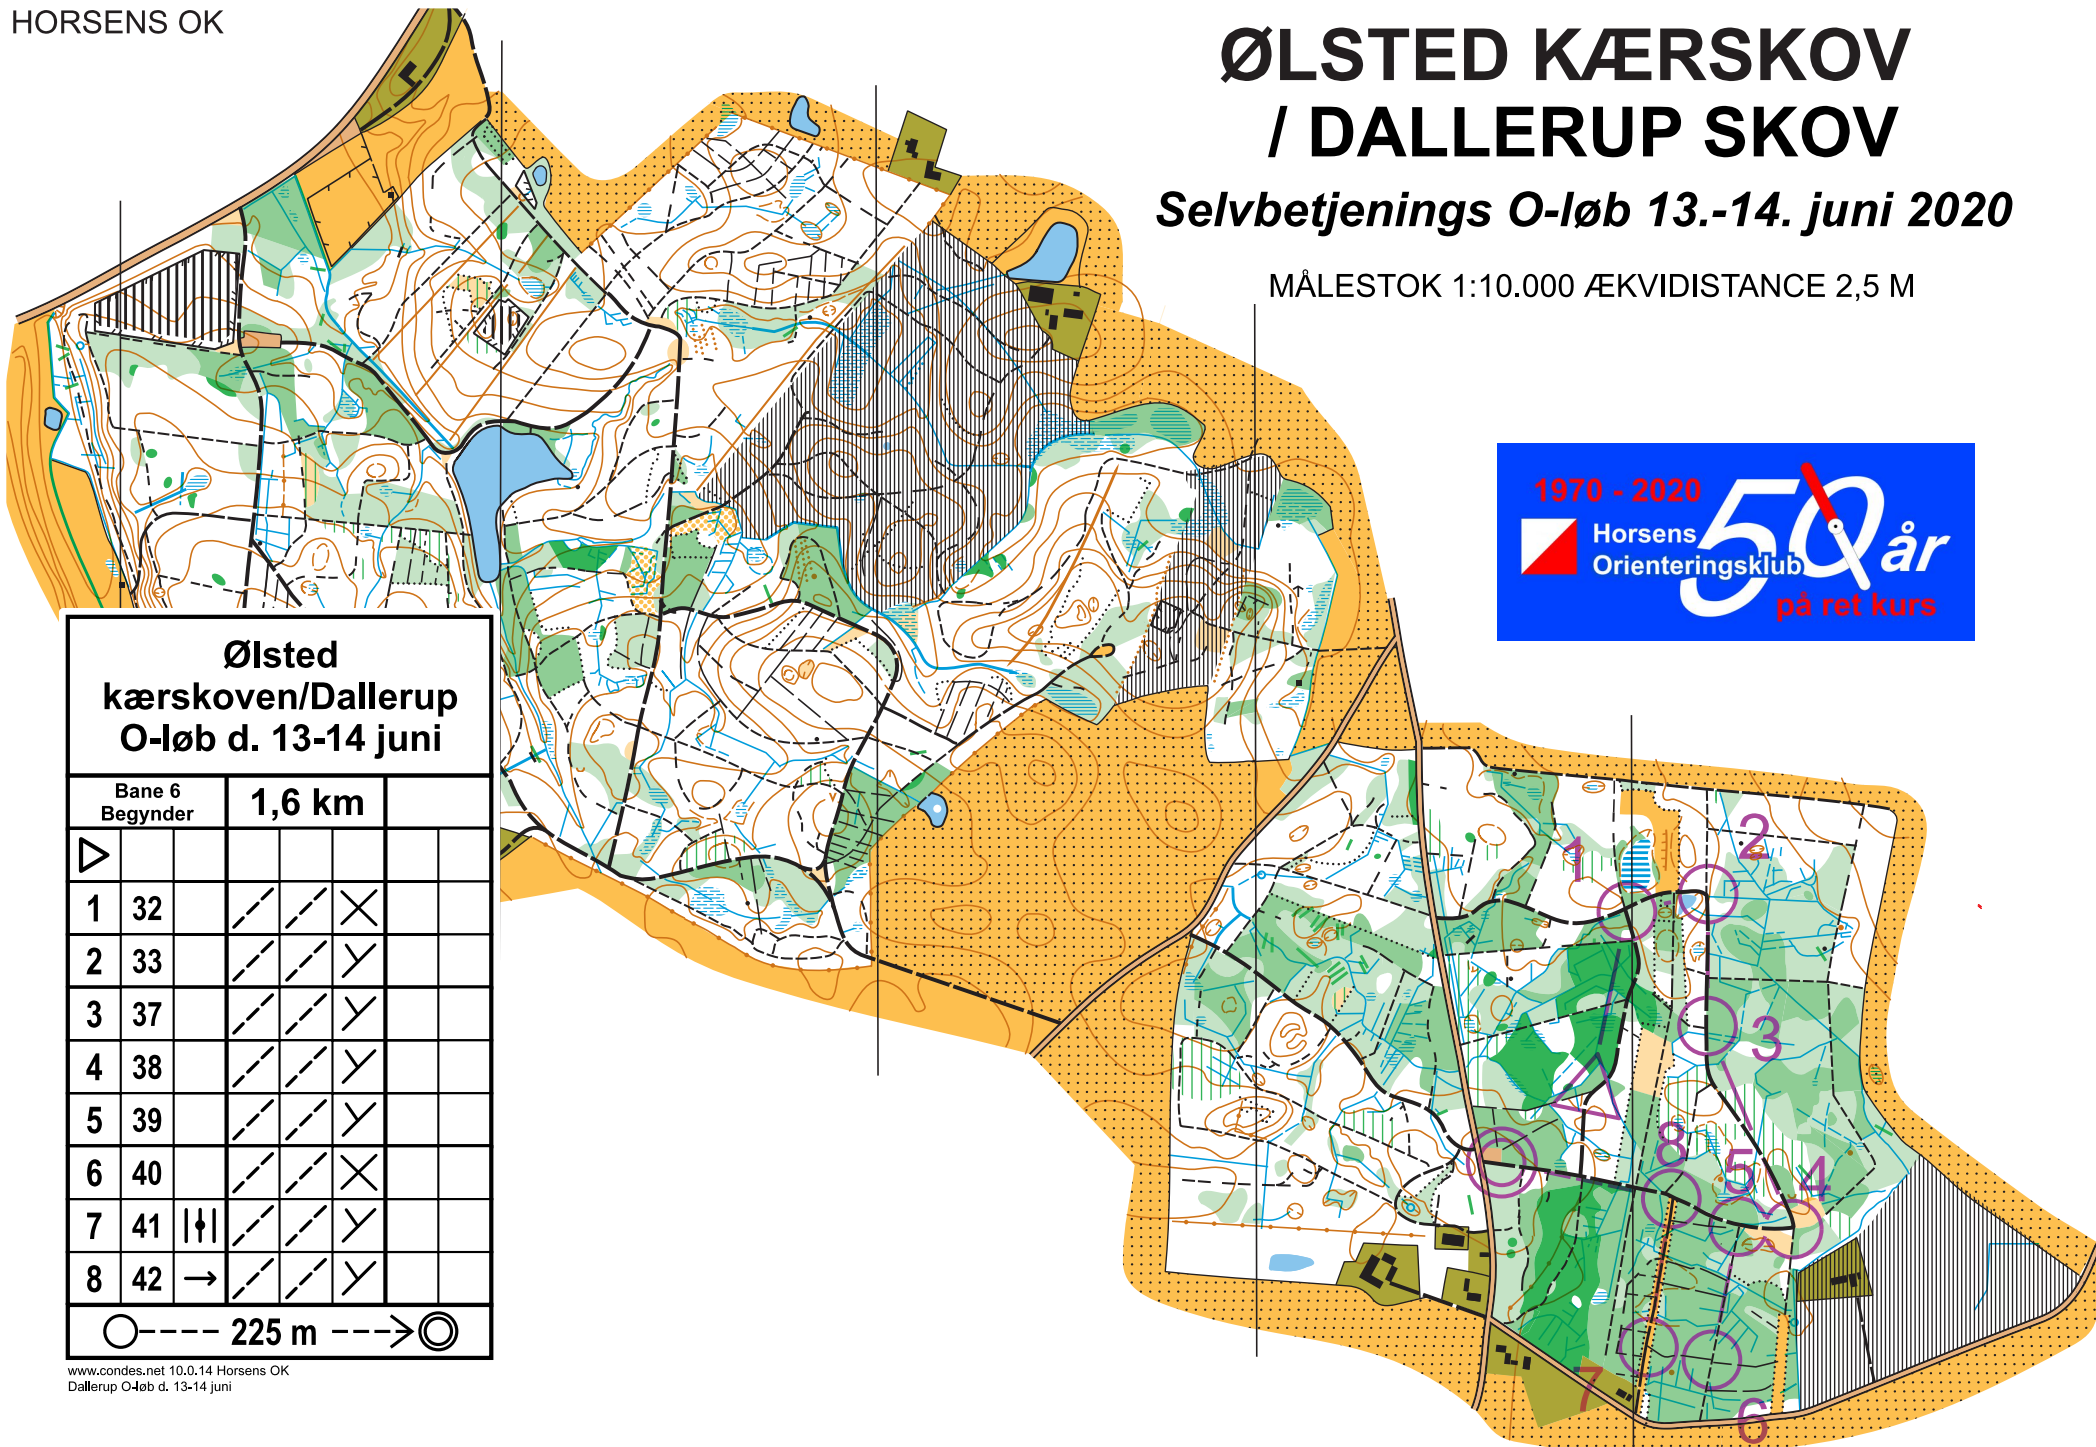 HORSENS OK
ØLSTED KÆRSKOV
/ DALLERUP SKOV
Selvbetjenings O-løb 13.-14. juni 2020
MÅLESTOK 1:10.000 ÆKVIDISTANCE 2,5 M
1970 - 2020
50 år
Horsens
Orienteringsklub
på ret kurs
Ølsted
kærskoven/Dallerup
O-løb d. 13-14 juni
Bane 6
Begynder
1,6 km
1 32
2 33
3 37
4 38
5 39
6 40
7 41
8 42
225 m
www.condes.net 10.0.14 Horsens OK
Dallerup O-løb d. 13-14 juni
1
2
3
8
5
4
7
6